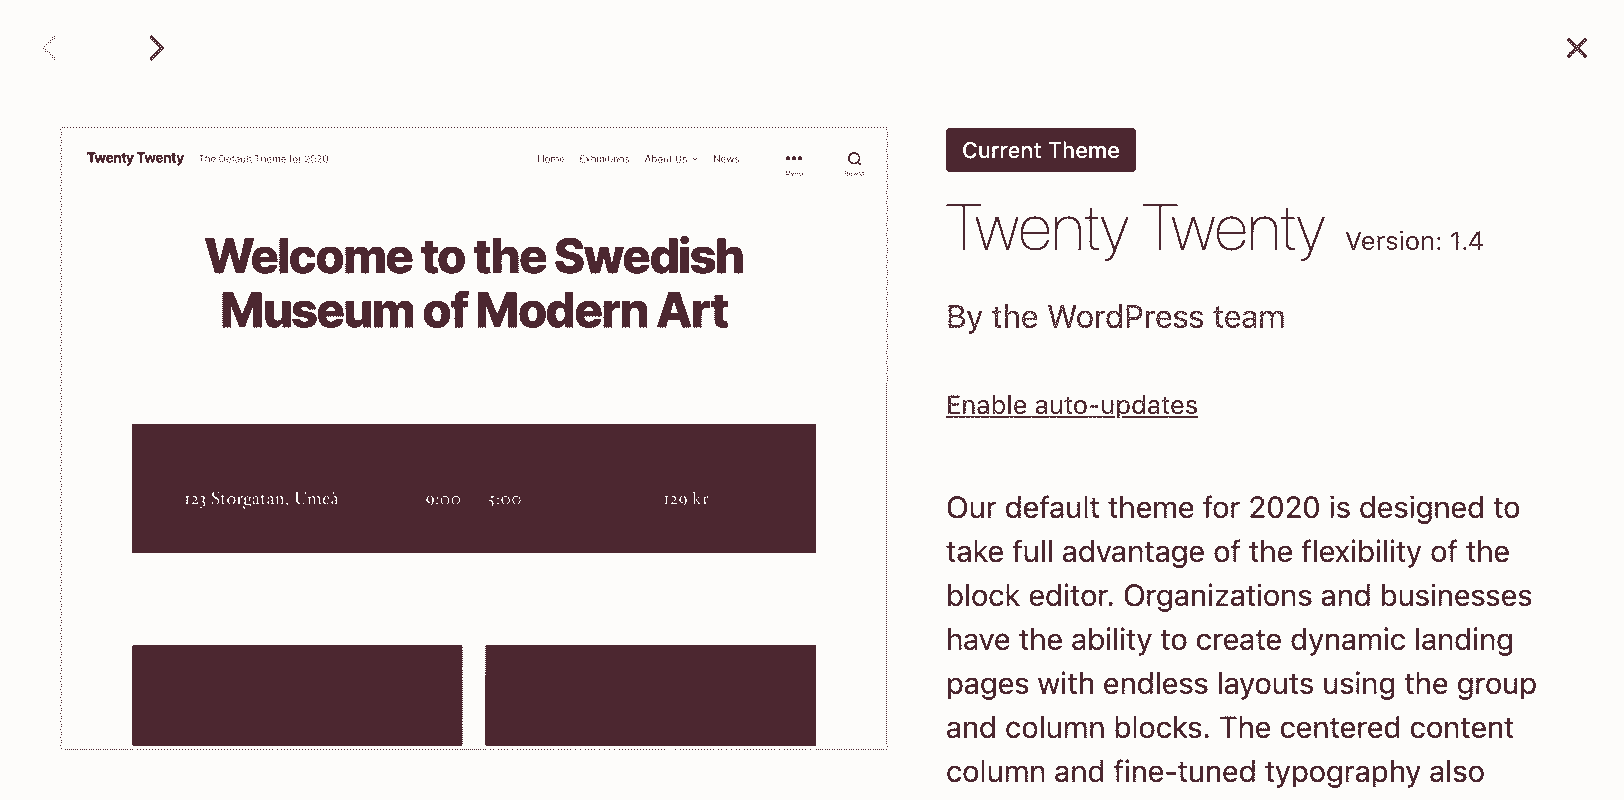 Twenty Twenty The Default Theme for 2020 Home Exhibitions About Us News
Menu Search
Welcome to the Swedish
Museum of Modern Art
123 Storgatan, Umeå 9:00 5:00 129 kr
Current Theme
Twenty Twenty Version: 1.4
By the WordPress team
Enable auto-updates
Our default theme for 2020 is designed to
take full advantage of the flexibility of the
block editor. Organizations and businesses
have the ability to create dynamic landing
pages with endless layouts using the group
and column blocks. The centered content
column and fine-tuned typography also